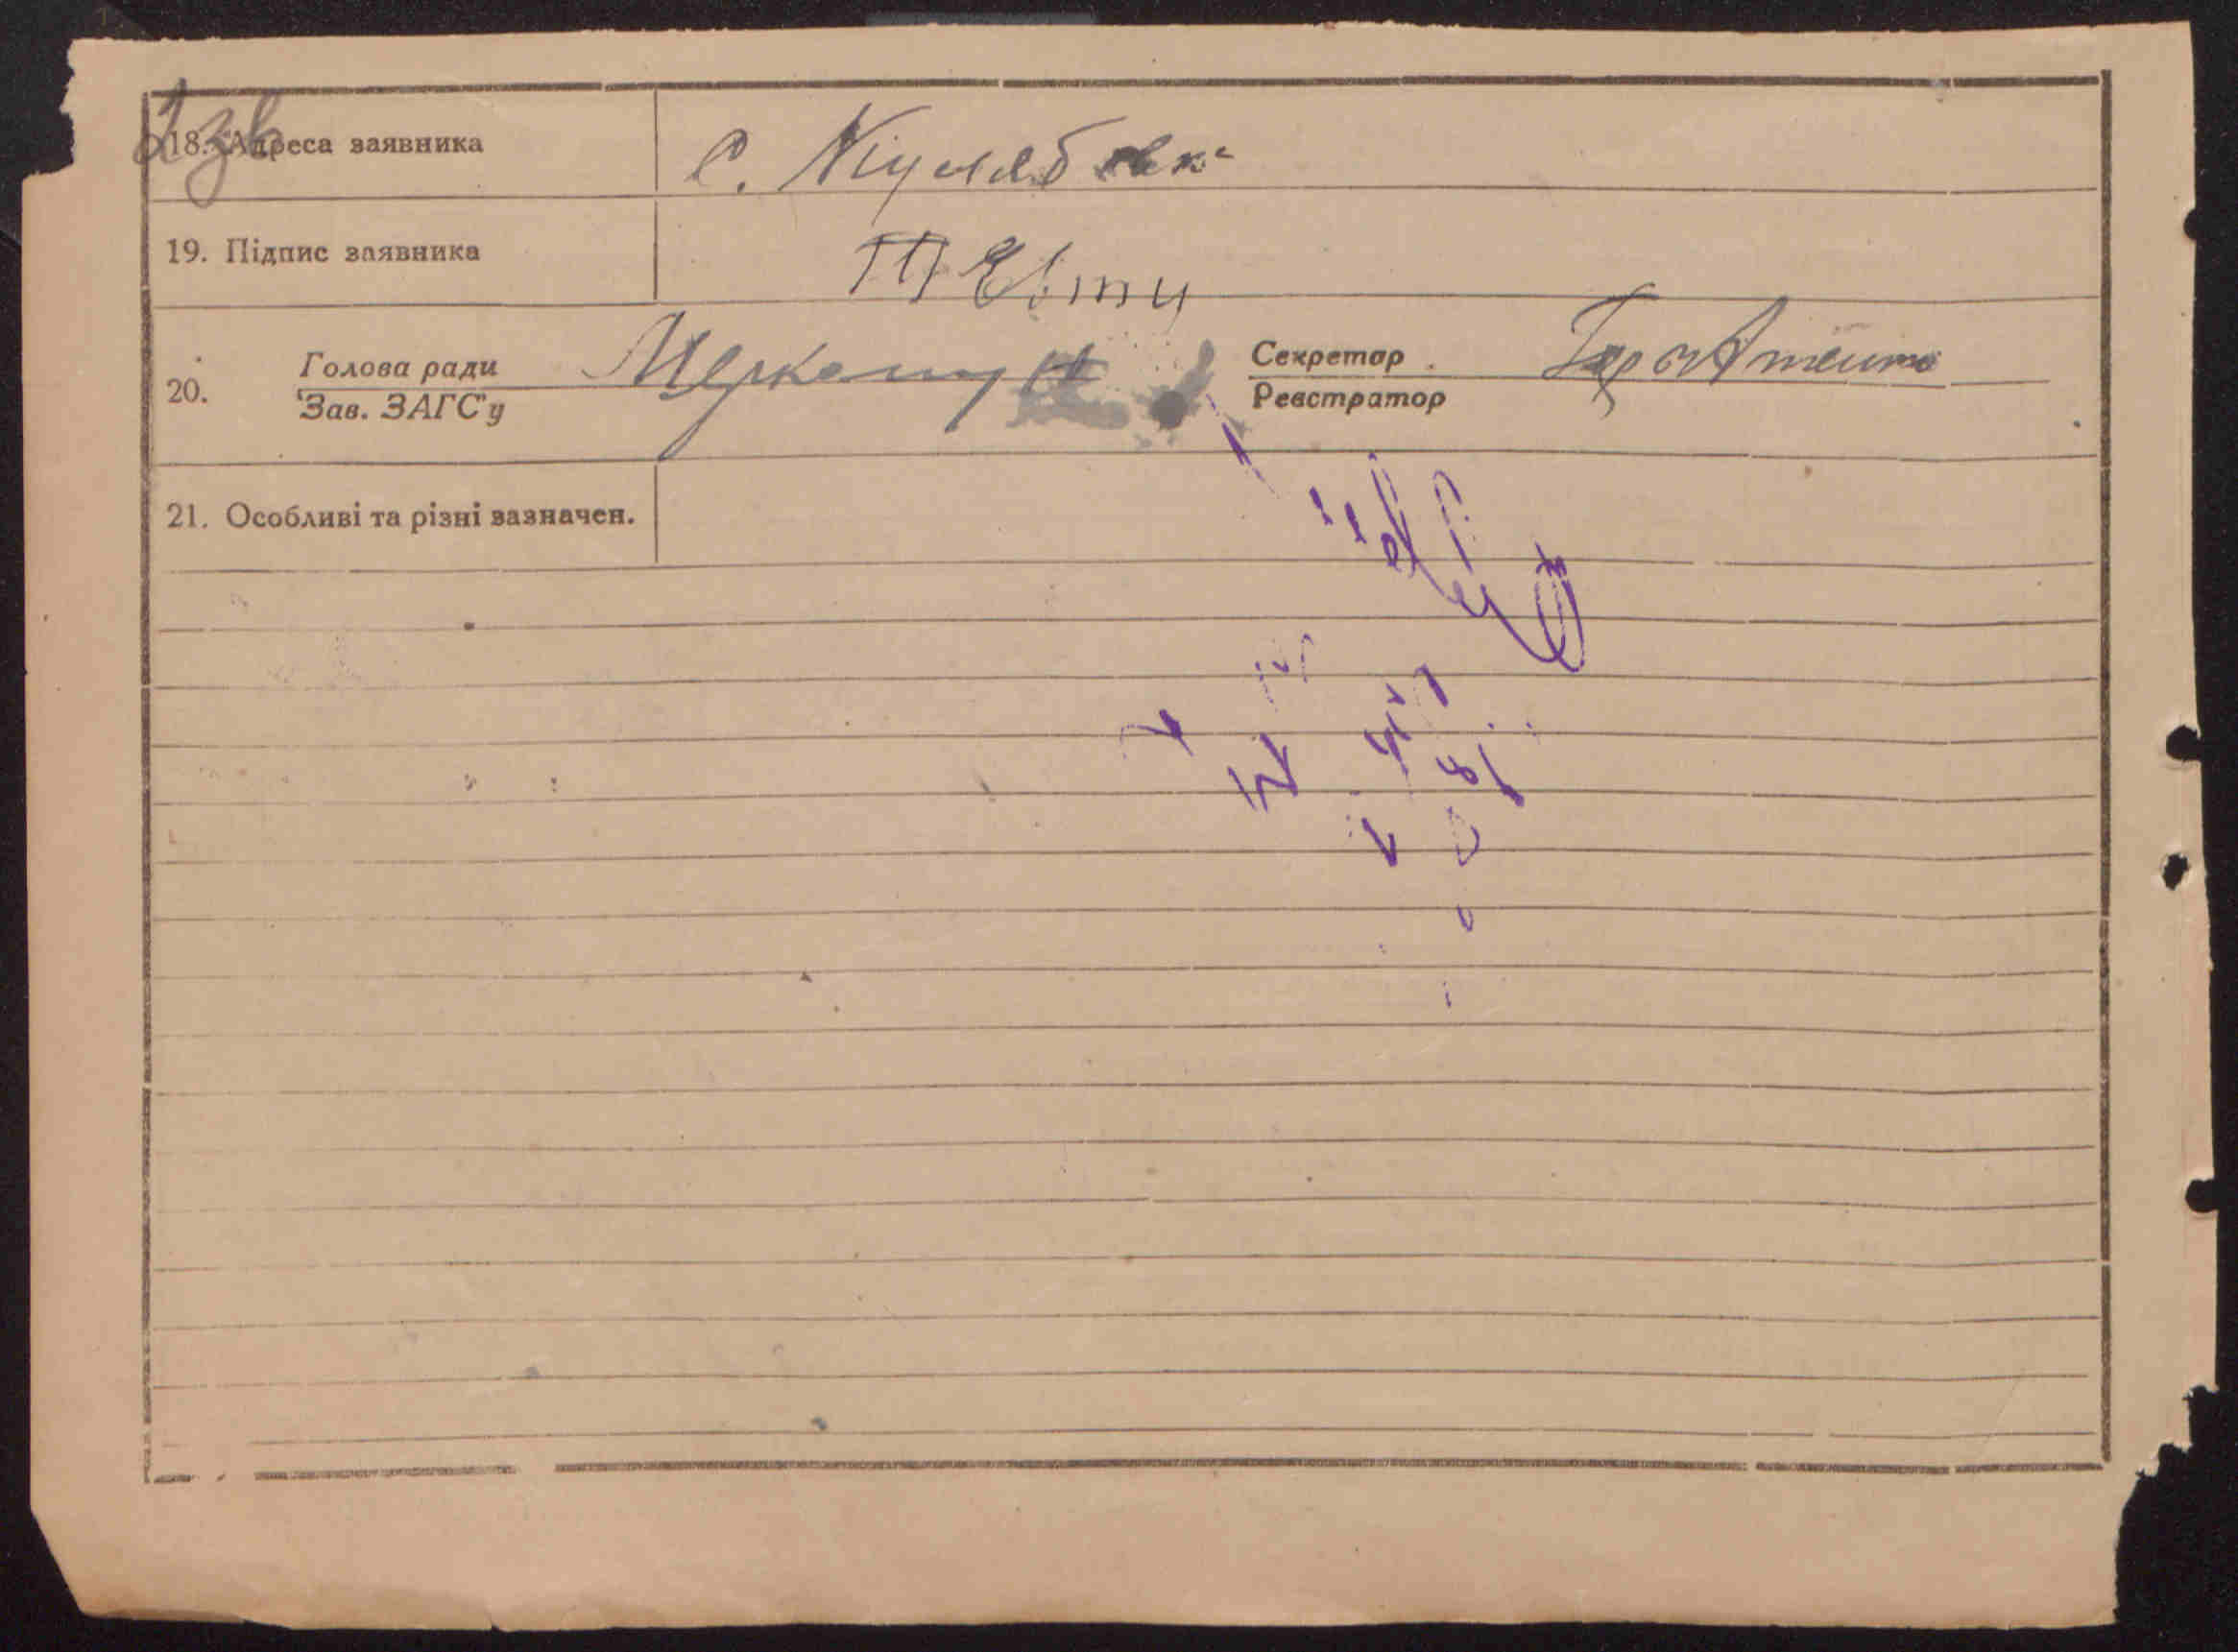 2зв
18. Адреса заявника
с. Кулябовка
19. Підпис заявника
20. Голова ради
Зав. ЗАГС'у
Секретар
Реєстратор
21. Особливі та різні зазначен.